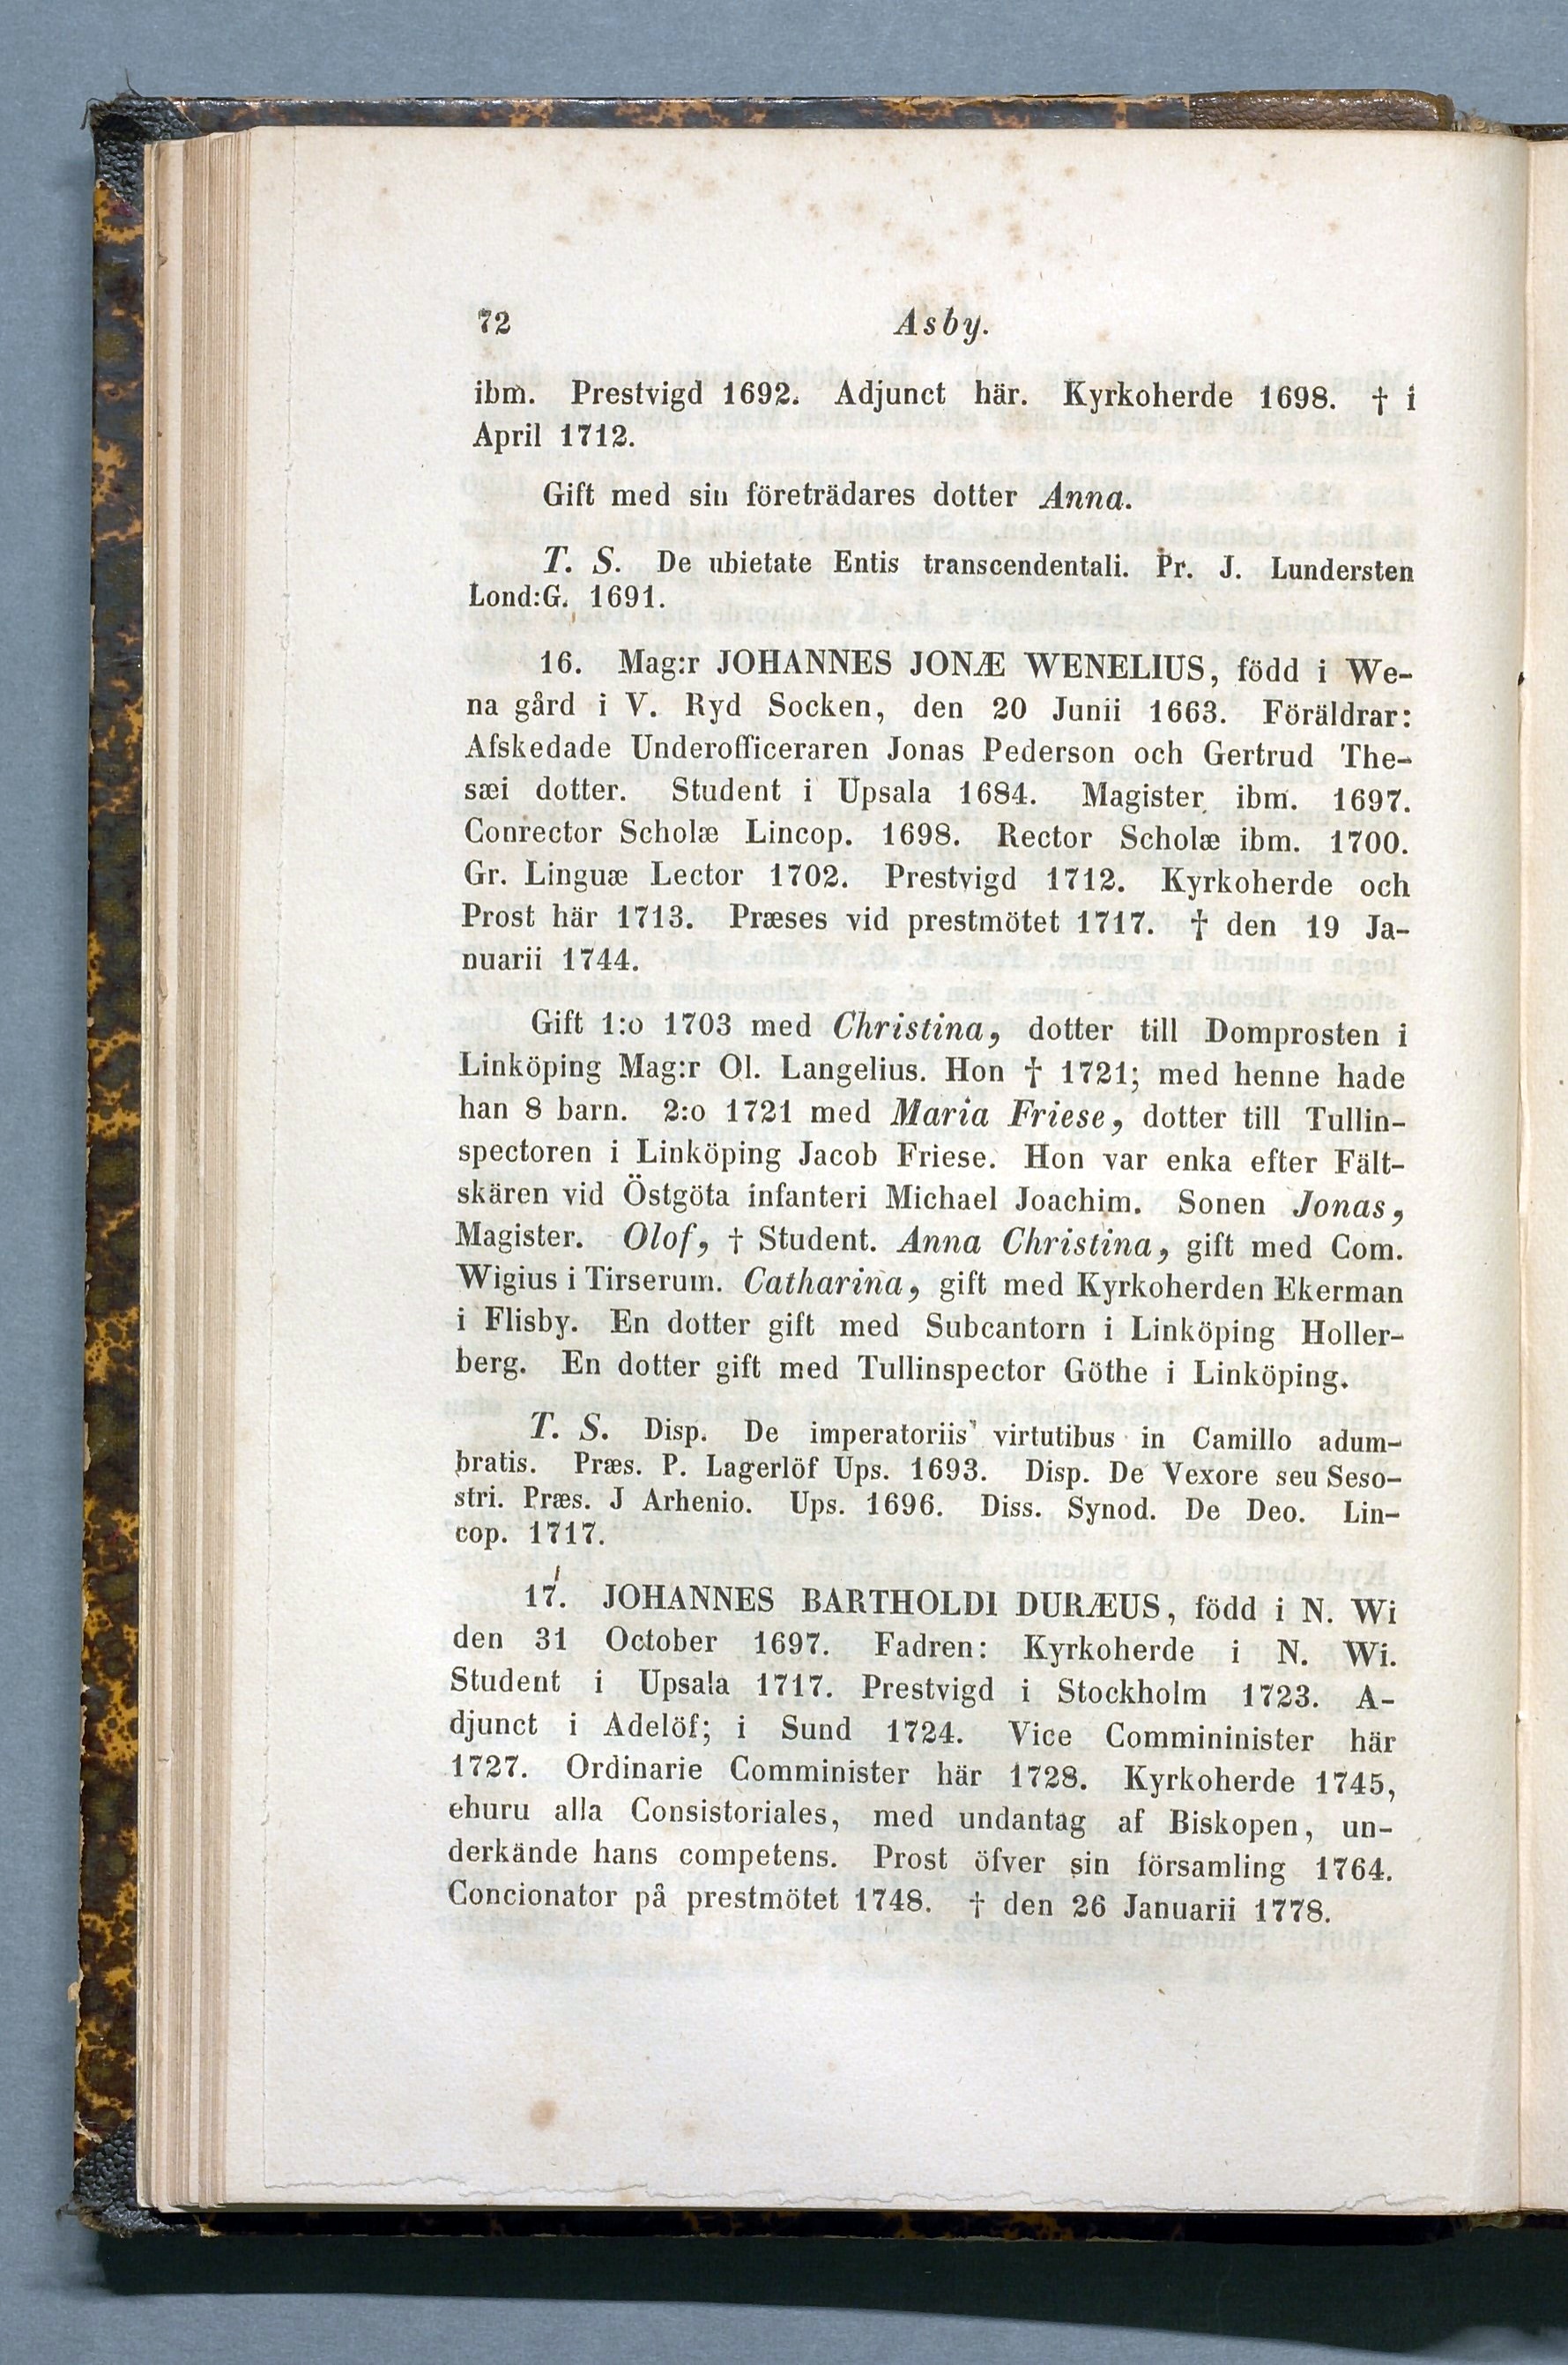 72 Asby.
ibm. Prestvigd 1692. Adjunct här. Kyrkoherde 1698. † i
April 1712.
Gift med sin företrädares dotter Anna.
T. S. De ubietate Entis transcendentali. Pr. J. Lundersten
Lond:G. 1691.
16. Mag:r JOHANNES JONÆ WENELIUS, född i We-
na gård i V. Ryd Socken, den 20 Junii 1663. Föräldrar:
Afskedade Underofficeraren Jonas Pederson och Gertrud The-
sæi dotter. Student i Upsala 1684. Magister ibm. 1697.
Conrector Scholæ Lincop. 1698. Rector Scholæ ibm. 1700.
Gr. Linguæ Lector 1702. Prestvigd 1712. Kyrkoherde och
Prost här 1713. Præses vid prestmötet 1717. † den 19 Ja-
nuarii 1744.
Gift 1:o 1703 med Christina, dotter till Domprosten i
Linköping Mag:r Ol. Langelius. Hon † 1721; med henne hade
han 8 barn. 2:o 1721 med Maria Friese, dotter till Tullin-
spectoren i Linköping Jacob Friese. Hon var enka efter Fält-
skären vid Östgöta infanteri Michael Joachim. Sonen Jonas,
Magister. Olof, † Student. Anna Christina, gift med Com.
Wigius i Tirserum. Catharina, gift med Kyrkoherden Ekerman
i Flisby. En dotter gift med Subcantorn i Linköping Holler-
berg. En dotter gift med Tullinspector Göthe i Linköping.
T. S. Disp. De imperatoriis virtutibus in Camillo adum-
bratis. Præs. P. Lagerlöf Ups. 1693. Disp. De Vexore seu Seso-
stri. Præs. J Arhenio. Ups. 1696. Diss. Synod. De Deo. Lin-
cop. 1717.
17. JOHANNES BARTHOLDI DURÆUS, född i N. Wi
den 31 October 1697. Fadren: Kyrkoherde i N. Wi.
Student i Upsala 1717. Prestvigd i Stockholm 1723. A-
djunct i Adelöf; i Sund 1724. Vice Commininister här
1727. Ordinarie Comminister här 1728. Kyrkoherde 1745,
ehuru alla Consistoriales, med undantag af Biskopen, un-
derkände hans competens. Prost öfver sin församling 1764.
Concionator på prestmötet 1748. † den 26 Januarii 1778.